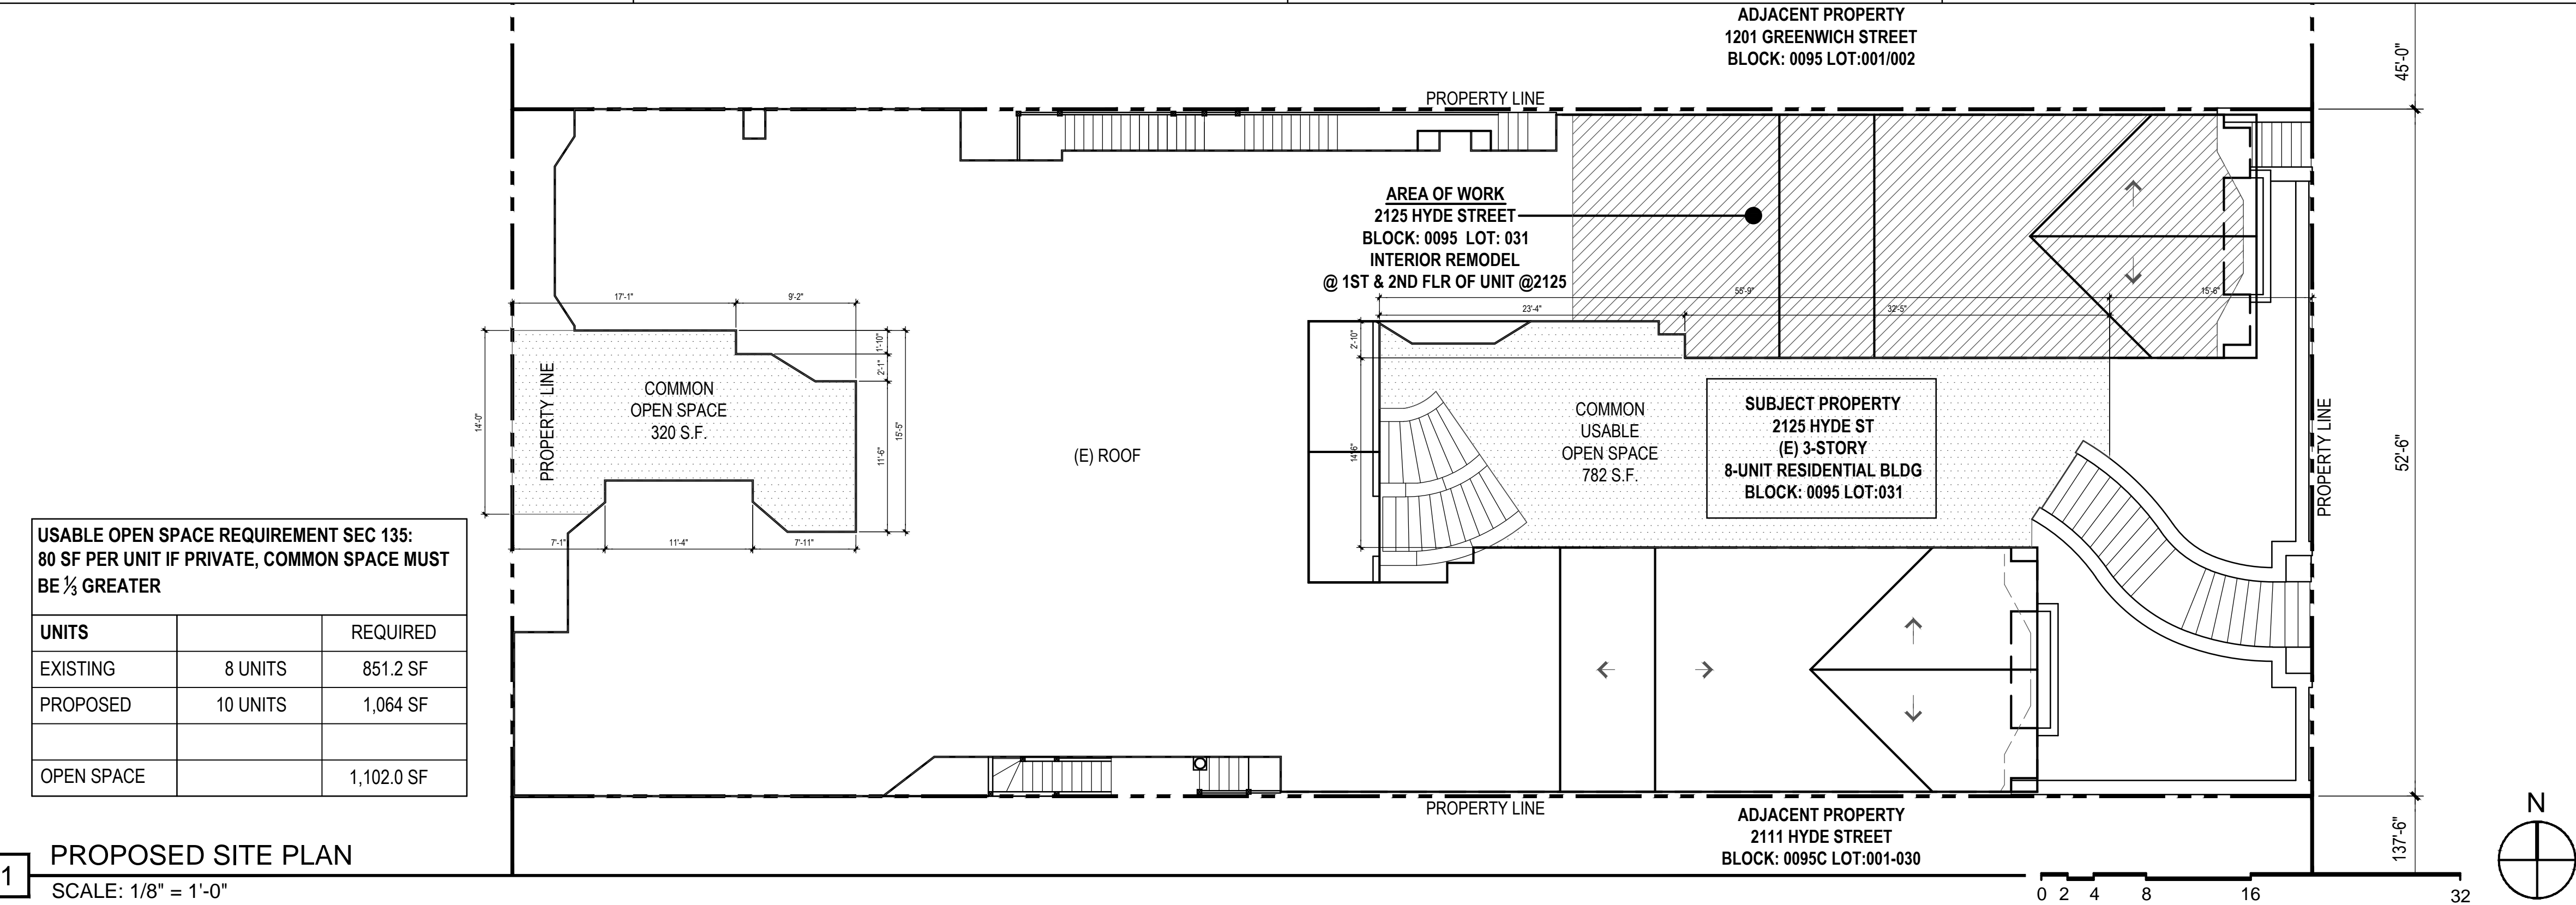 ADJACENT PROPERTY
1201 GREENWICH STREET
BLOCK: 0095 LOT:001/002
45'-0"
PROPERTY LINE
AREA OF WORK
2125 HYDE STREET
BLOCK: 0095 LOT: 031
INTERIOR REMODEL
@ 1ST & 2ND FLR OF UNIT @2125
17'-1"
9'-2"
55'-9"
15'-6"
23'-4"
32'-5"
1'-10"
2'-1"
11'-6"
15'-5"
14'-0"
2'-10"
14'-6"
PROPERTY LINE
COMMON
OPEN SPACE
320 S.F.
(E) ROOF
COMMON
USABLE
OPEN SPACE
782 S.F.
SUBJECT PROPERTY
2125 HYDE ST
(E) 3-STORY
8-UNIT RESIDENTIAL BLDG
BLOCK: 0095 LOT:031
PROPERTY LINE
52'-6"
7'-1"
11'-4"
7'-11"
USABLE OPEN SPACE REQUIREMENT SEC 135:
80 SF PER UNIT IF PRIVATE, COMMON SPACE MUST
BE ⅓ GREATER
UNITS REQUIRED
EXISTING 8 UNITS 851.2 SF
PROPOSED 10 UNITS 1,064 SF
OPEN SPACE 1,102.0 SF
PROPERTY LINE
ADJACENT PROPERTY
2111 HYDE STREET
BLOCK: 0095C LOT:001-030
137'-6"
N
1
PROPOSED SITE PLAN
SCALE: 1/8" = 1'-0"
0 2 4 8 16 32